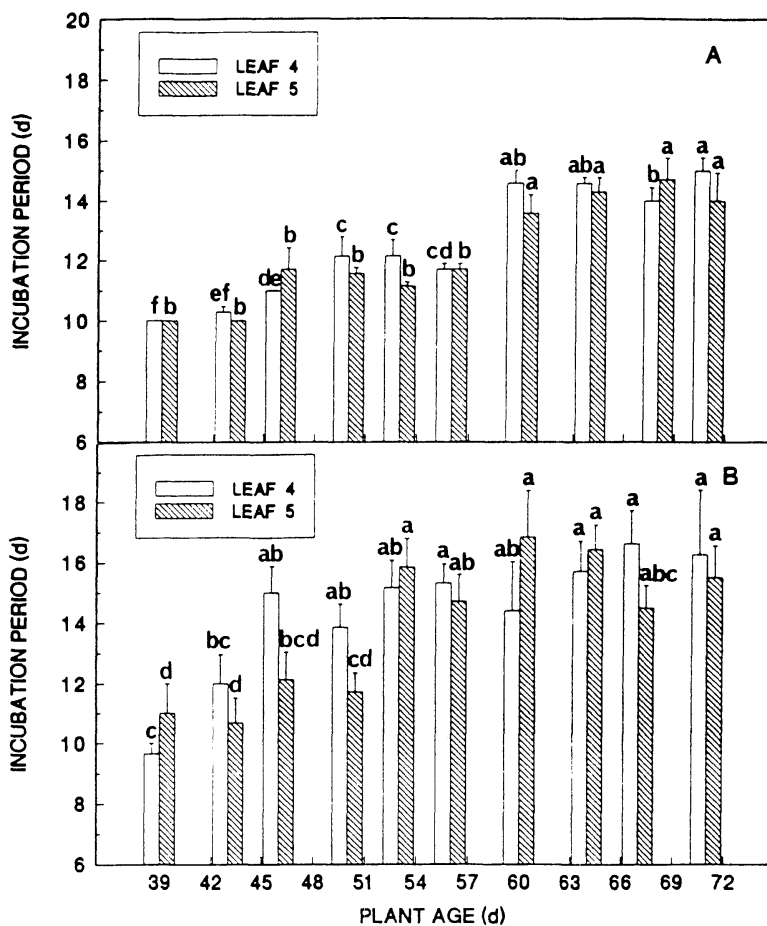 20
18
16
14
12
10
8
6
INCUBATION PERIOD (d)
LEAF 4
LEAF 5
A
f b
ef b
de b
c b
c b
cd b
ab a
ab a
b a
a a
18
16
14
12
10
8
6
INCUBATION PERIOD (d)
LEAF 4
LEAF 5
B
c d
bc d
ab bcd
ab cd
ab a
a ab
ab a
a a
a abc
a a
39 42 45 48 51 54 57 60 63 66 69 72
PLANT AGE (d)